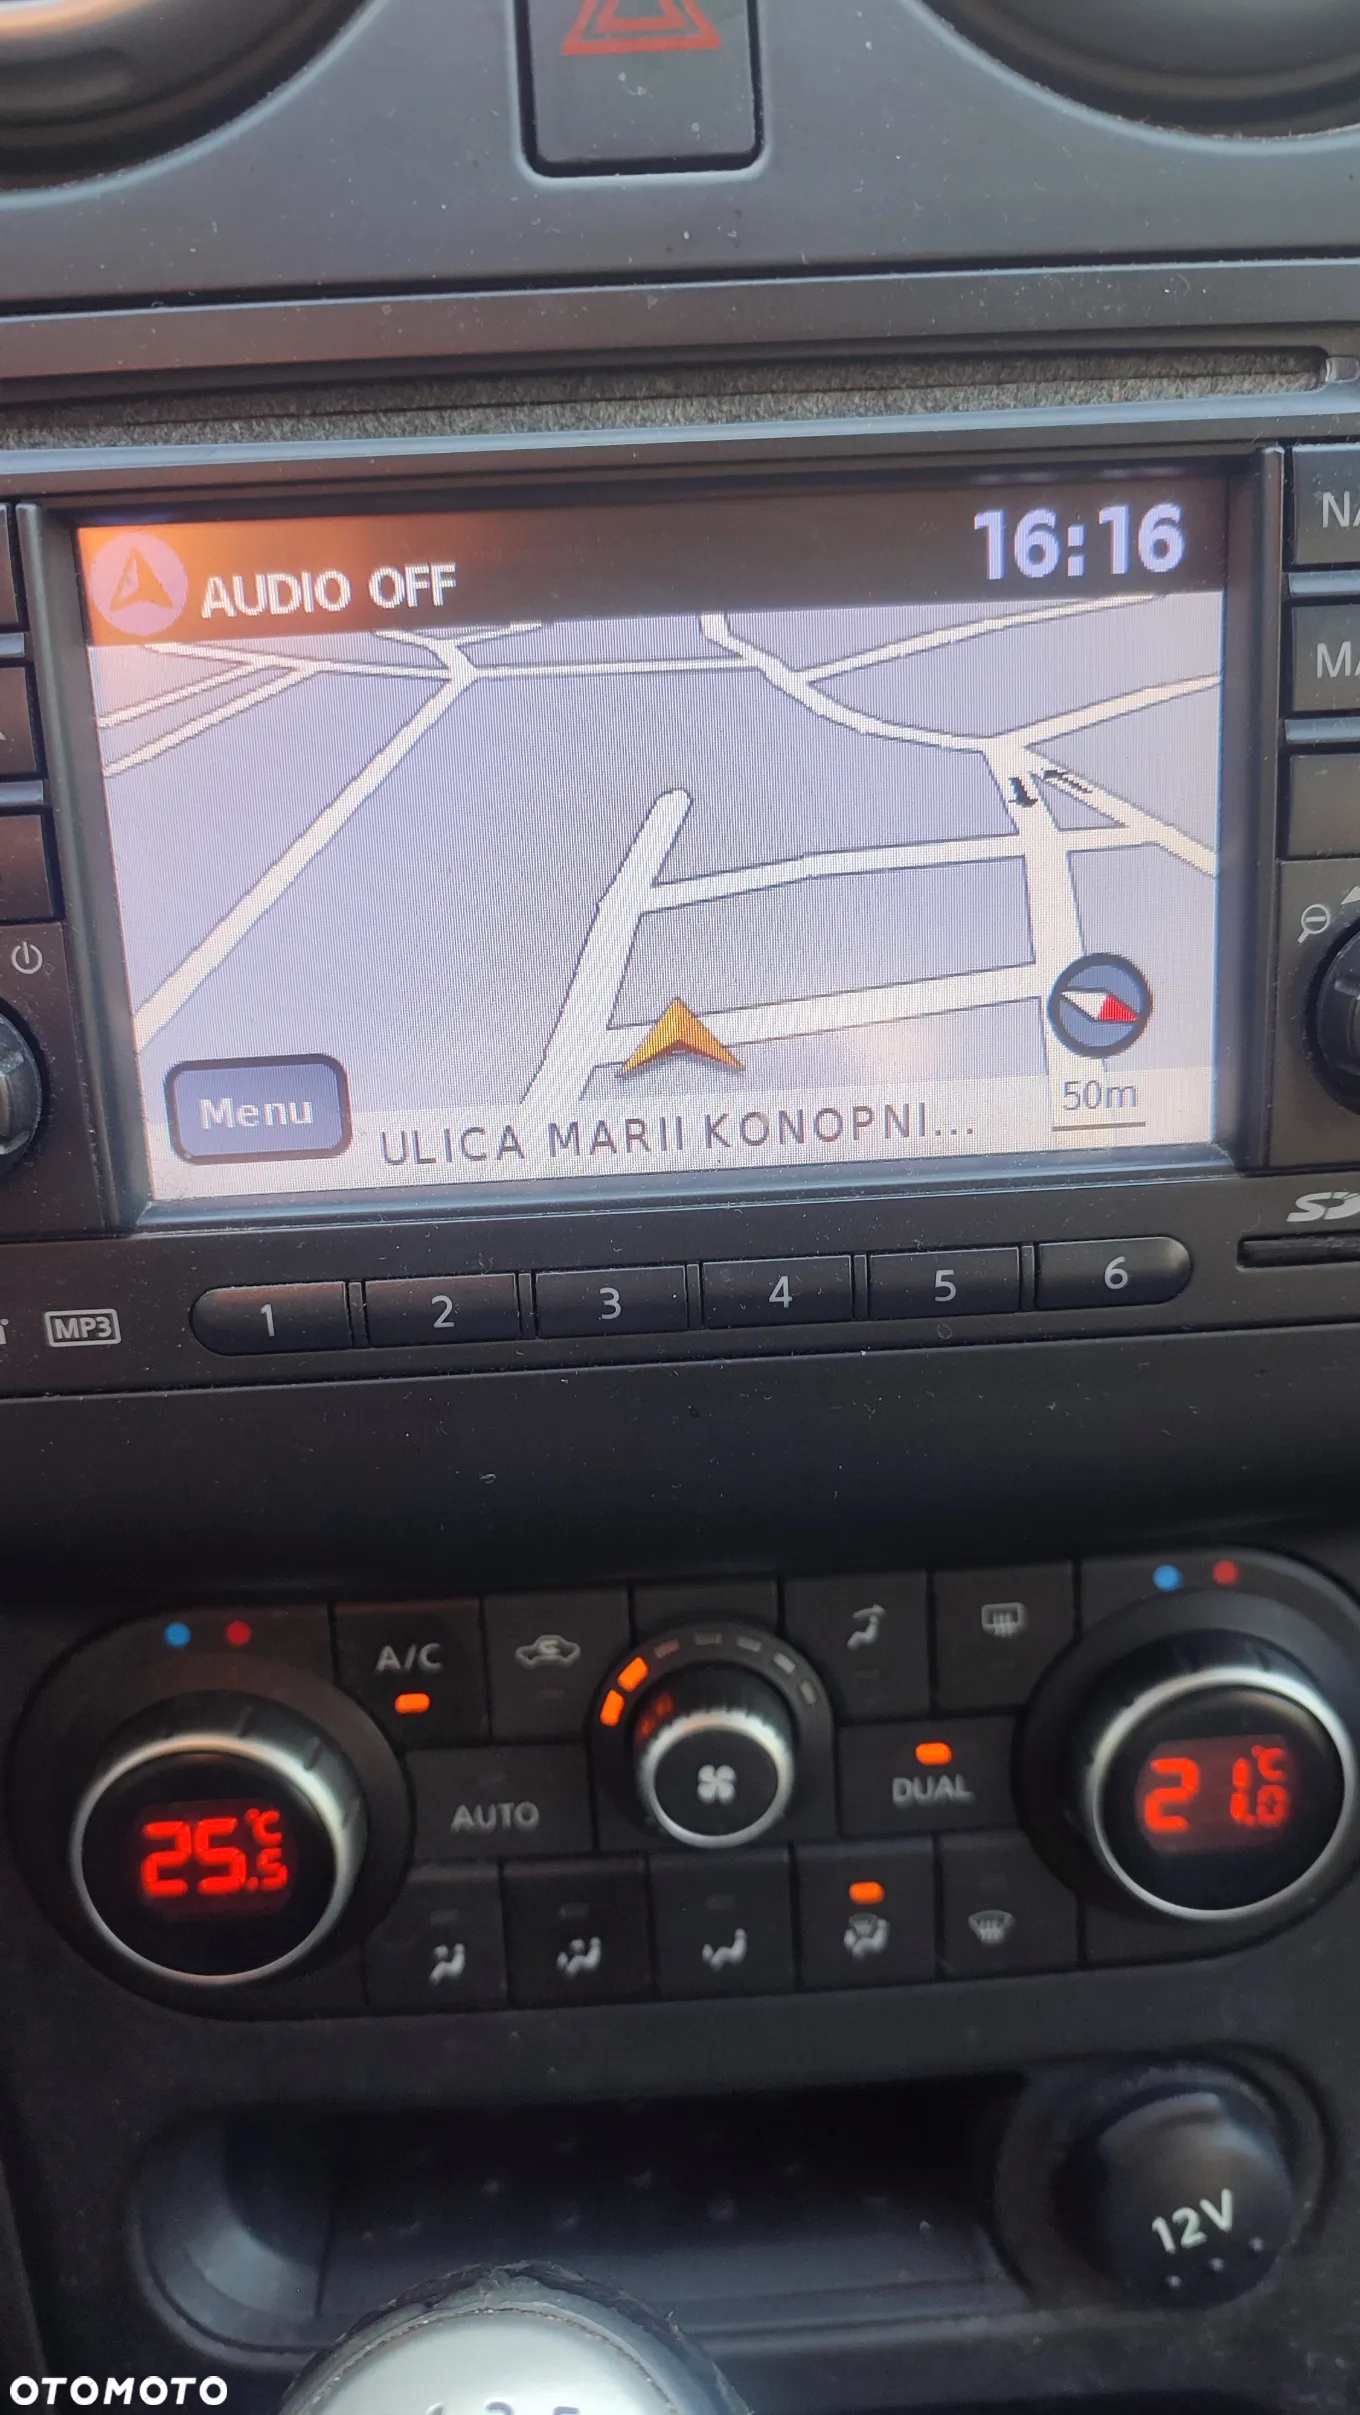 AUDIO OFF
16:16
Menu
ULICA MARII KONOPNI...
50m
MP3
1
2
3
4
5
6
A/C
AUTO
DUAL
25.5 °C
21.0 °C
12V
OTOMOTO